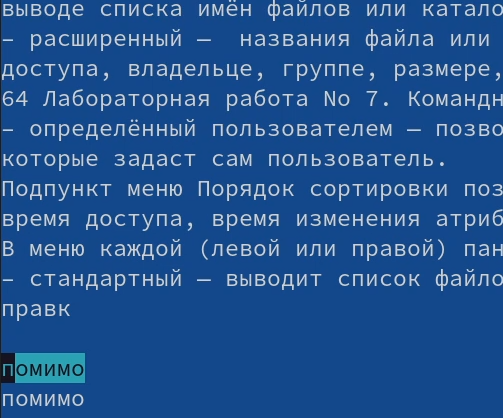 выводе списка имён файлов или катало
– расширенный — названия файла или
доступа, владельце, группе, размере,
64 Лабораторная работа No 7. Командн
– определённый пользователем — позво
которые задаст сам пользователь.
Подпункт меню Порядок сортировки поз
время доступа, время изменения атриб
В меню каждой (левой или правой) пан
– стандартный — выводит список файло
правк
помимо
помимо